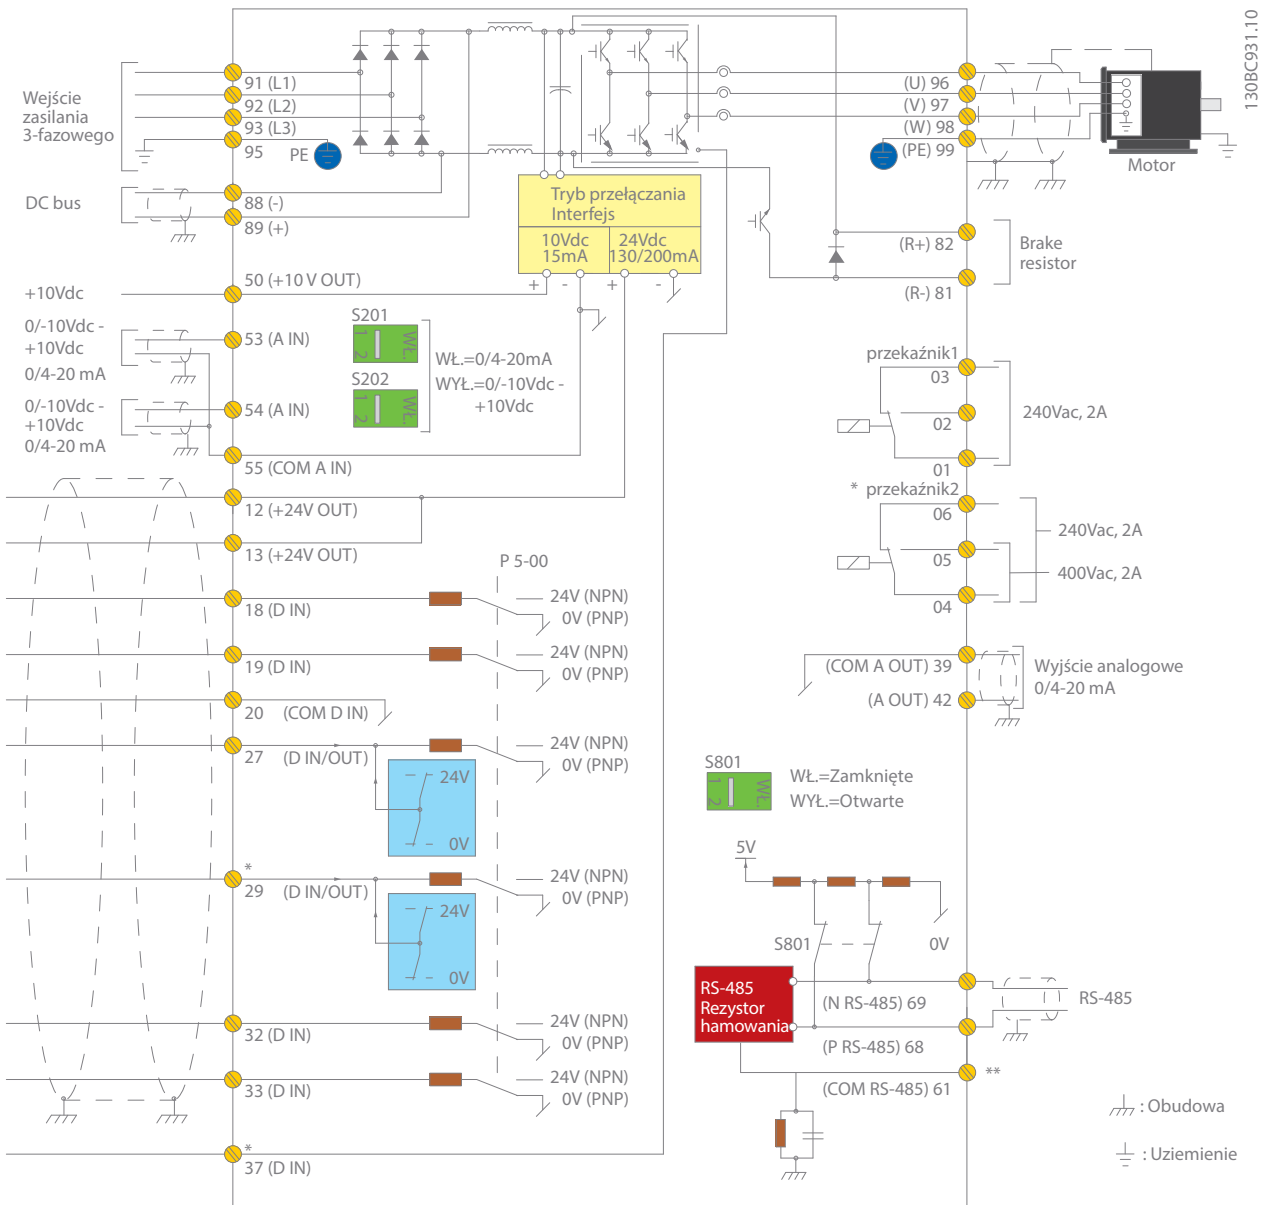 130BC931.10
Wejście
zasilania
3-fazowego
91 (L1)
92 (L2)
93 (L3)
95
PE
DC bus
88 (-)
89 (+)
+10Vdc
50 (+10 V OUT)
0/-10Vdc -
+10Vdc
0/4-20 mA
53 (A IN)
0/-10Vdc -
+10Vdc
0/4-20 mA
54 (A IN)
55 (COM A IN)
12 (+24V OUT)
13 (+24V OUT)
18 (D IN)
19 (D IN)
20 (COM D IN)
27 (D IN/OUT)
*
29 (D IN/OUT)
32 (D IN)
33 (D IN)
*
37 (D IN)
Tryb przełączania
Interfejs
10Vdc
15mA
24Vdc
130/200mA
+ - + -
S201
1 2 WŁ.
S202
1 2 WŁ.
WŁ.=0/4-20mA
WYŁ.=0/-10Vdc -
+10Vdc
P 5-00
24V (NPN)
0V (PNP)
24V (NPN)
0V (PNP)
24V (NPN)
0V (PNP)
24V
0V
24V (NPN)
0V (PNP)
24V
0V
24V (NPN)
0V (PNP)
24V (NPN)
0V (PNP)
(U) 96
(V) 97
(W) 98
(PE) 99
Motor
(R+) 82
(R-) 81
Brake
resistor
przekaźnik1
03
02
01
240Vac, 2A
* przekaźnik2
06
05
04
240Vac, 2A
400Vac, 2A
(COM A OUT) 39
(A OUT) 42
Wyjście analogowe
0/4-20 mA
S801
1 2 WŁ.
WŁ.=Zamknięte
WYŁ.=Otwarte
5V
S801
0V
RS-485
Rezystor
hamowania
(N RS-485) 69
(P RS-485) 68
(COM RS-485) 61
RS-485
**
: Obudowa
: Uziemienie